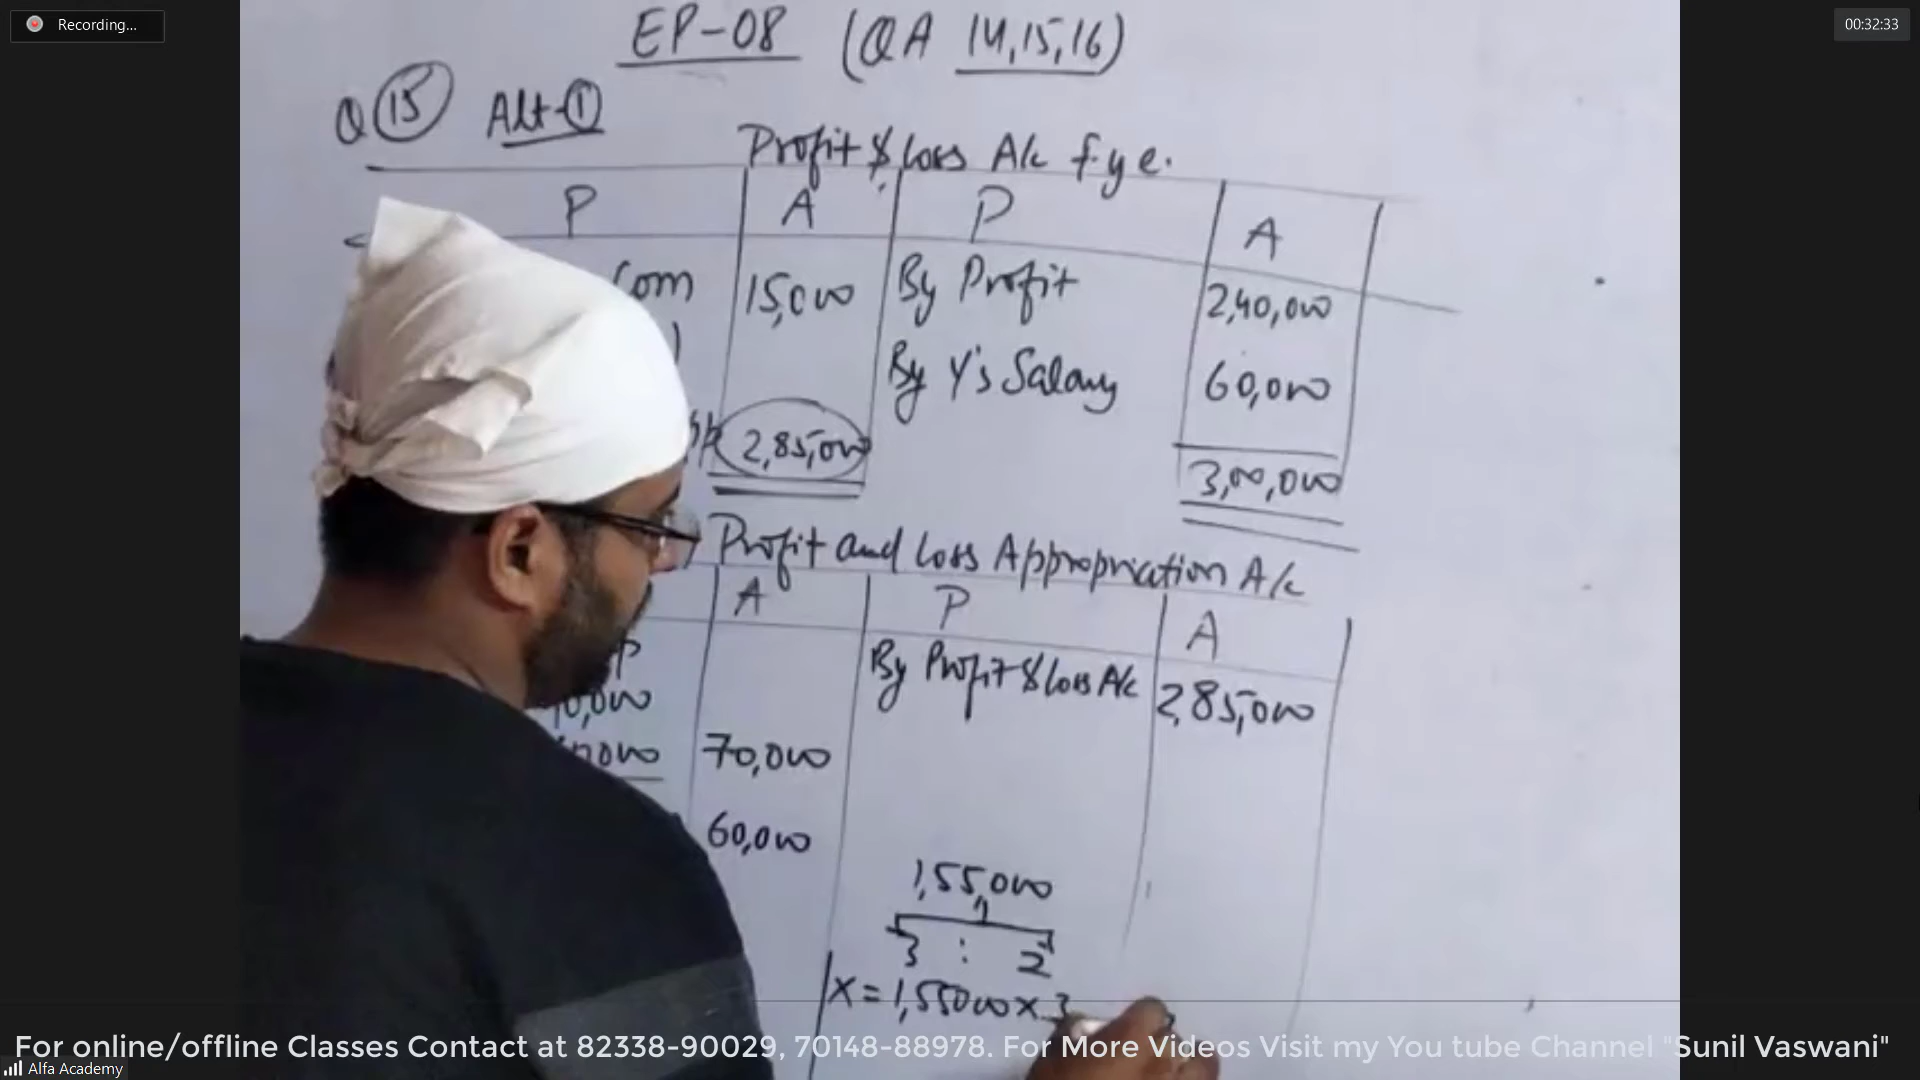 Recording...
00:32:33
EP-08 (QA 14,15,16)
Q 15 Alt-1
Profit & Loss A/c f.y.e.
P A P A
Com 15,000 By Profit 2,40,000
By Y's Salary 60,000
2,85,000
3,00,000
Profit and Loss Appropriation A/c
A P A
By Profit & Loss A/c 2,85,000
70,000
60,000
1,55,000
3 : 2
X = 1,55000 x 3
For online/offline Classes Contact at 82338-90029, 70148-88978. For More Videos Visit my You tube Channel "Sunil Vaswani"
Alfa Academy